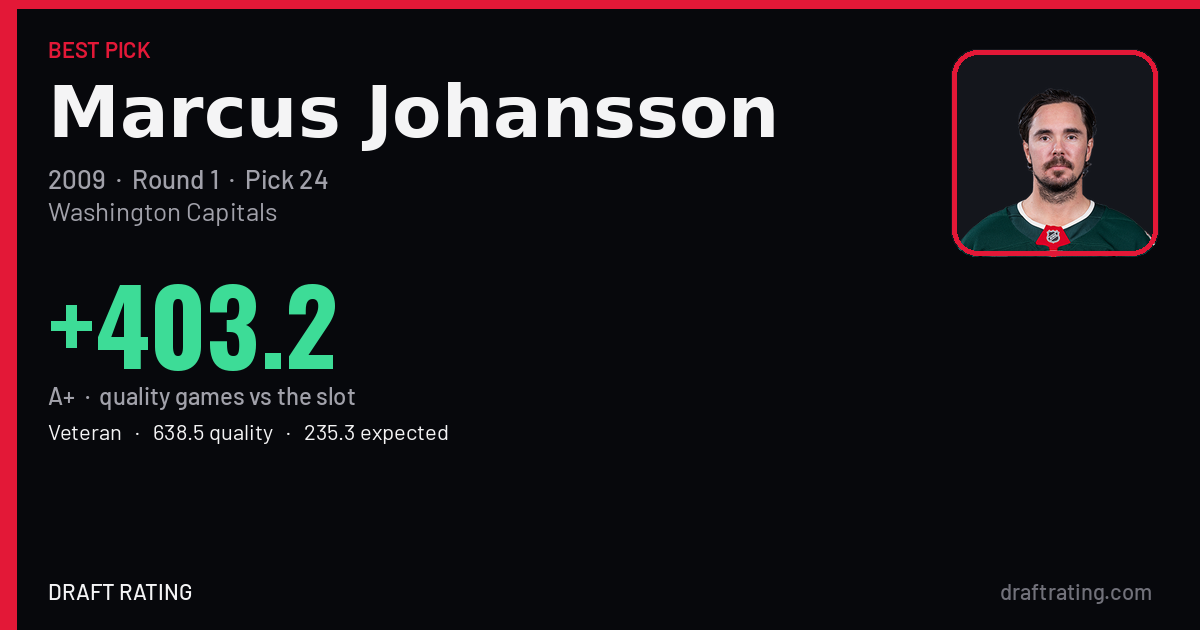 BEST PICK
Marcus Johansson
2009 · Round 1 · Pick 24
Washington Capitals
+403.2
A+ · quality games vs the slot
Veteran · 638.5 quality · 235.3 expected
DRAFT RATING
draftrating.com